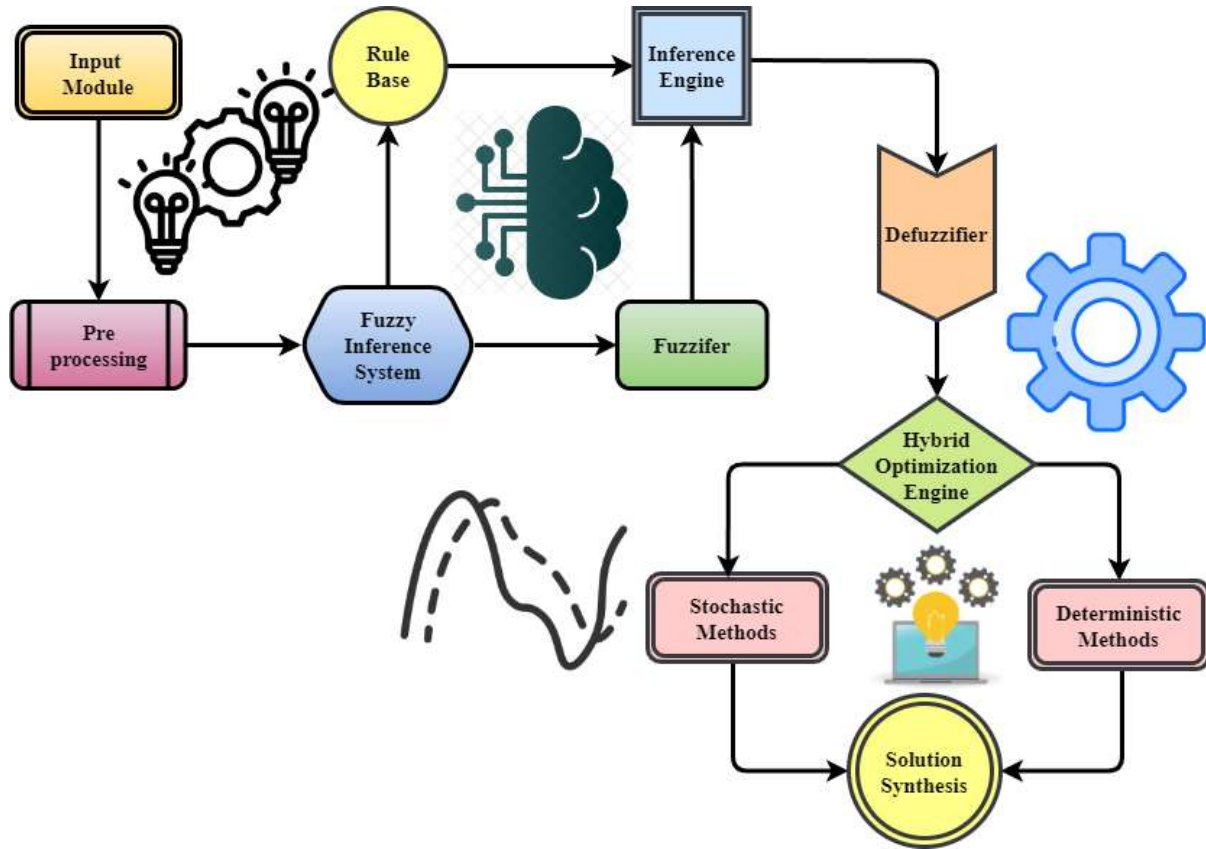 Input
Module
Rule
Base
Inference
Engine
Defuzzifier
Pre
processing
Fuzzy
Inference
System
Fuzzifer
Hybrid
Optimization
Engine
Stochastic
Methods
Deterministic
Methods
Solution
Synthesis